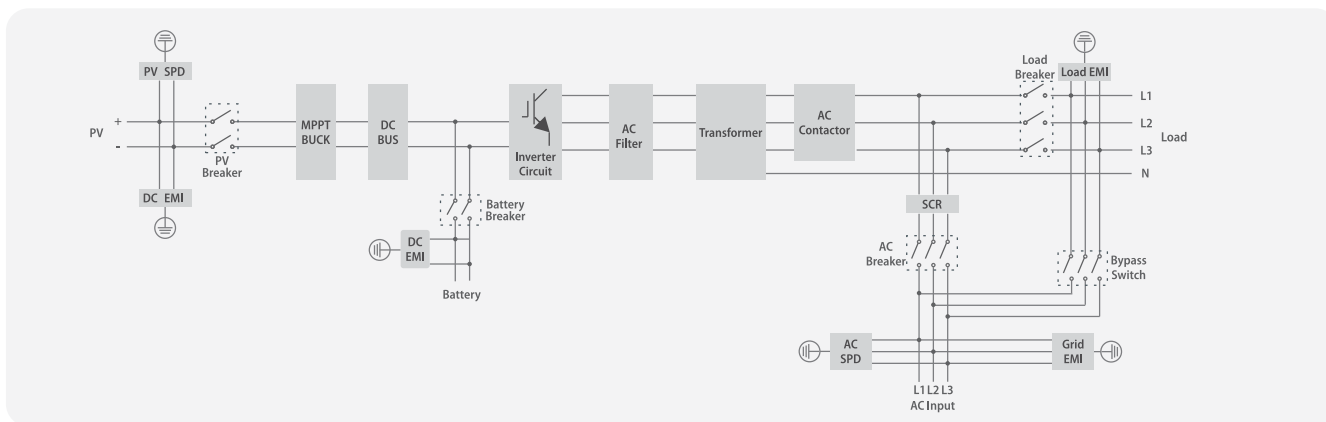 PV SPD
PV
+
-
DC EMI
PV
Breaker
MPPT
BUCK
DC
BUS
Battery
Breaker
DC
EMI
Battery
Inverter
Circuit
AC
Filter
Transformer
AC
Contactor
Load
Breaker
Load EMI
L1
L2
L3
N
Load
SCR
AC
Breaker
Bypass
Switch
AC
SPD
Grid
EMI
L1 L2 L3
AC Input